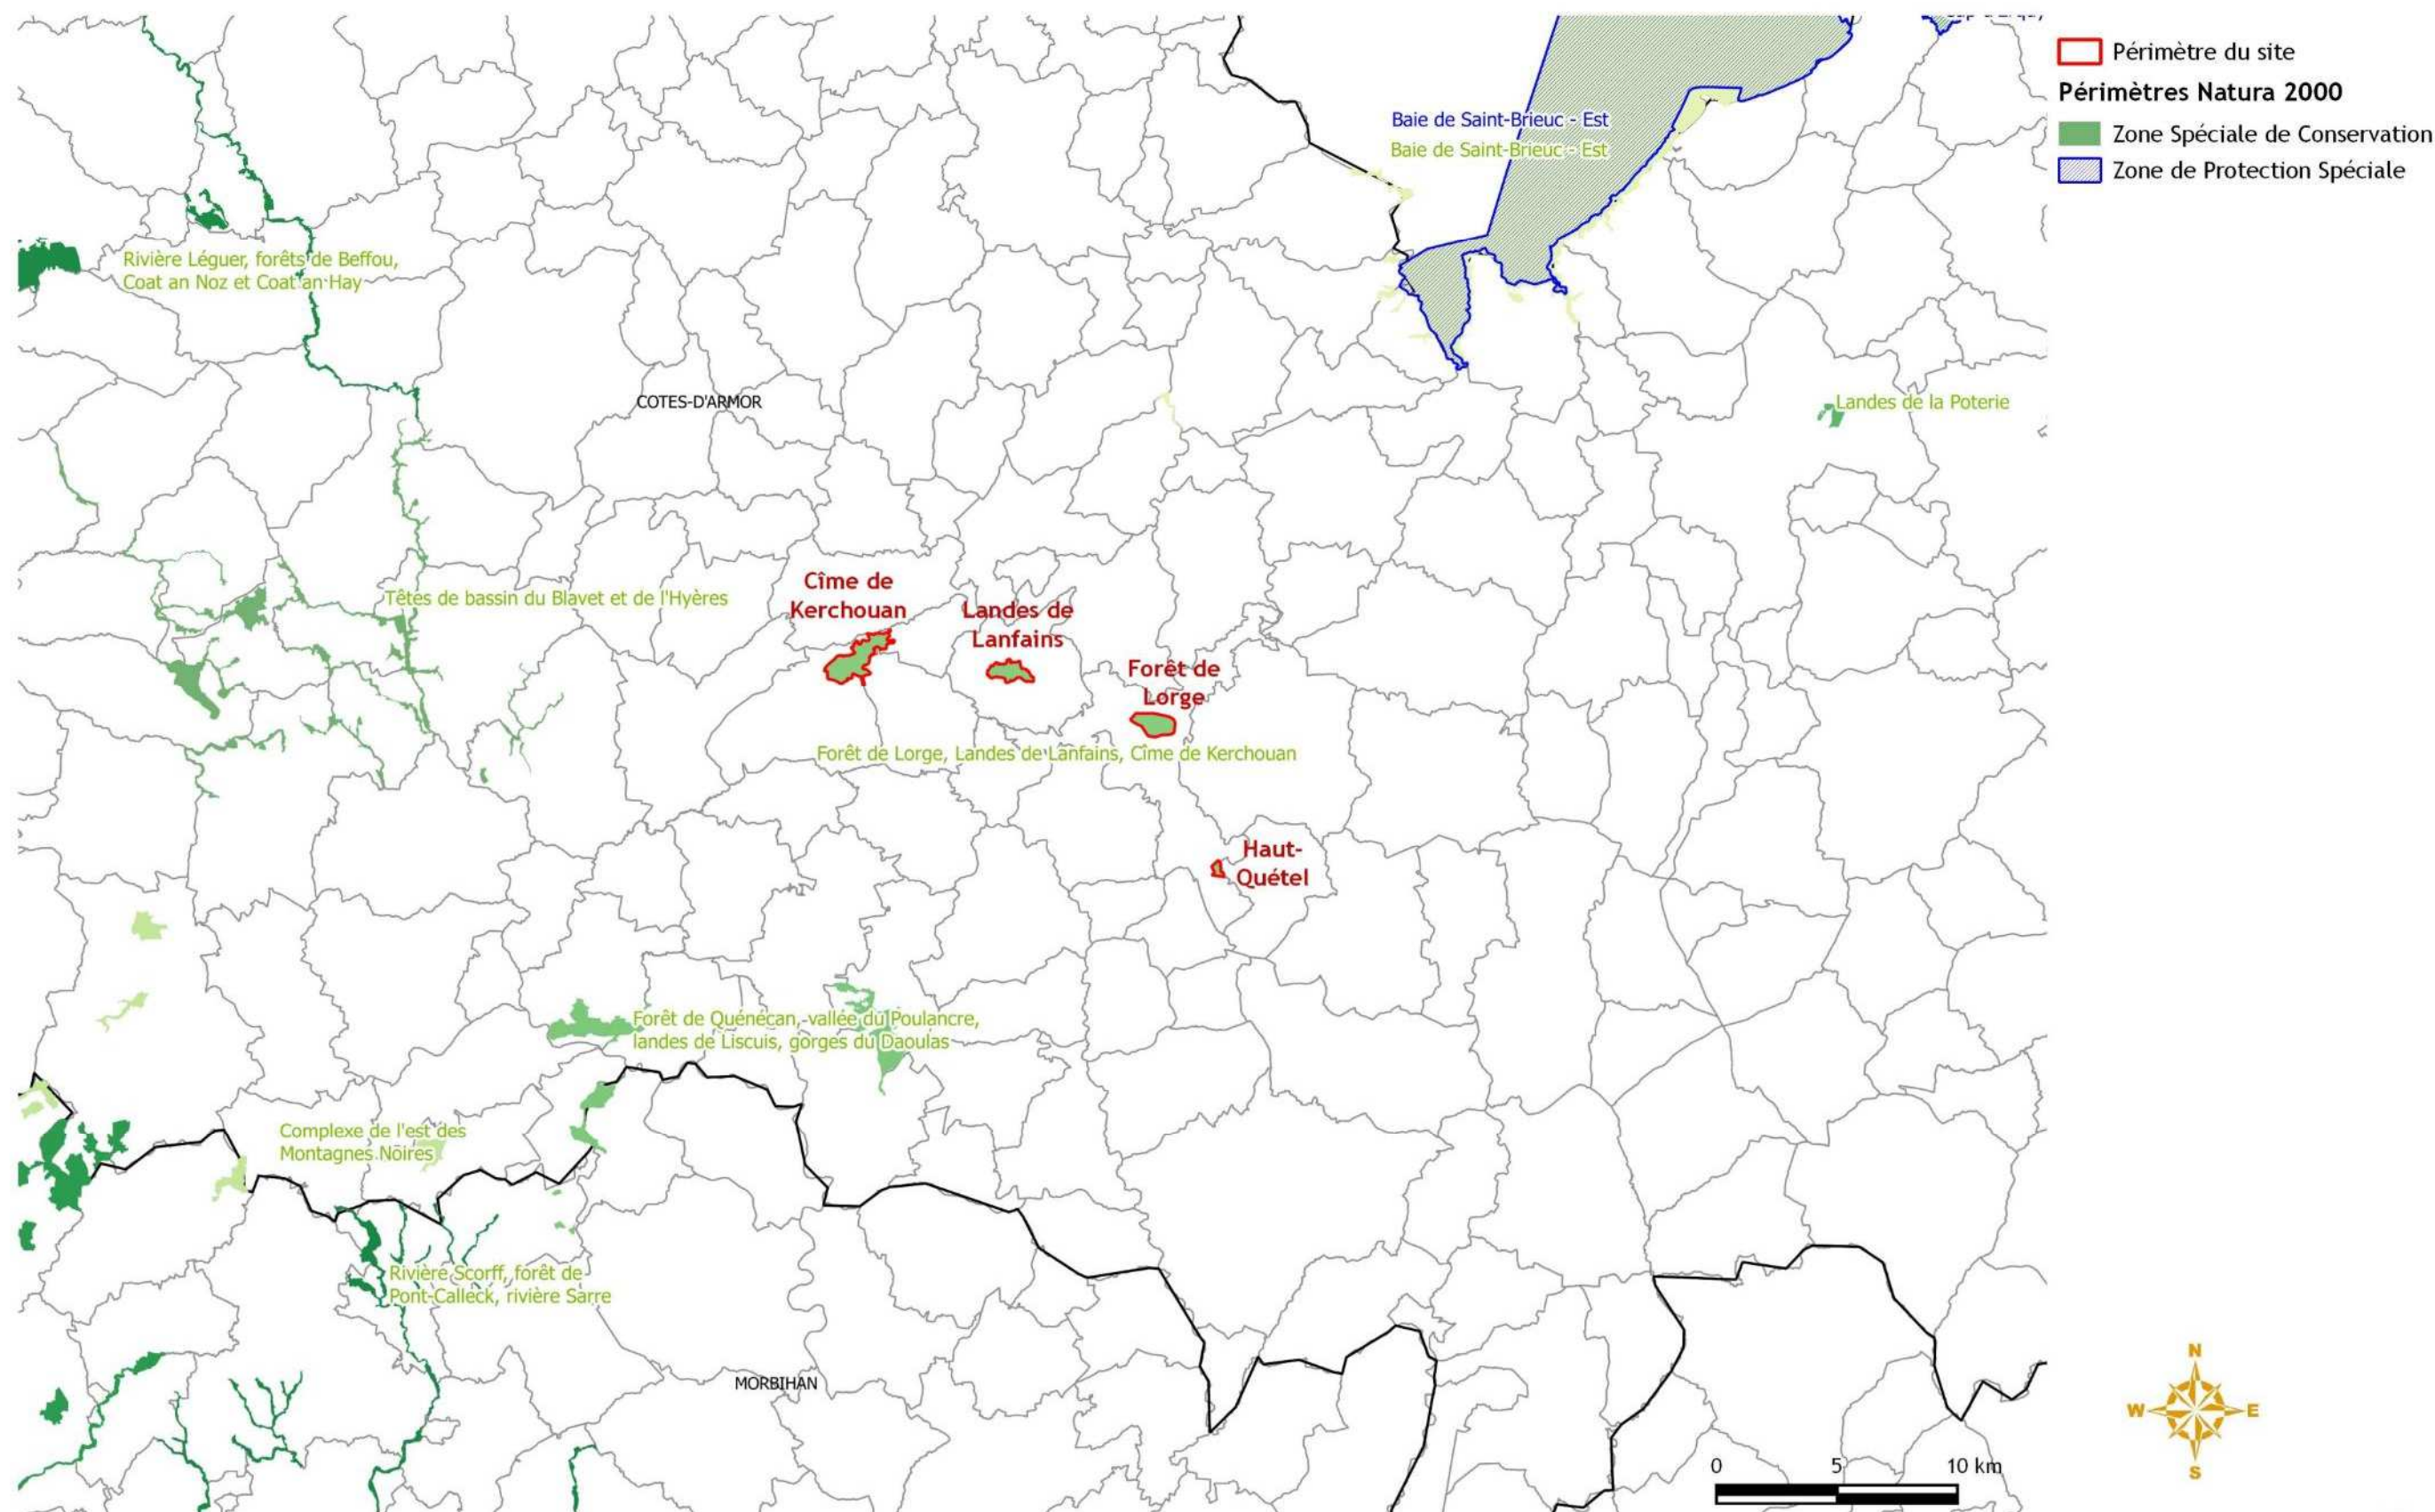 Périmètre du site
Périmètres Natura 2000
Zone Spéciale de Conservation
Zone de Protection Spéciale
Baie de Saint-Brieuc - Est
Baie de Saint-Brieuc - Est
Rivière Léguer, forêts de Beffou,
Coat an Noz et Coat an Hay
COTES-D'ARMOR
Landes de la Poterie
Têtes de bassin du Blavet et de l'Hyères
Cîme de
Kerchouan
Landes de
Lanfains
Forêt de
Lorge
Forêt de Lorge, Landes de Lanfains, Cîme de Kerchouan
Haut-
Quétel
Forêt de Quénécan, vallée du Poulancre,
landes de Liscuis, gorges du Daoulas
Complexe de l'est des
Montagnes Noires
Rivière Scorff, forêt de
Pont-Calleck, rivière Sarre
MORBIHAN
N
W E
S
0 5 10 km